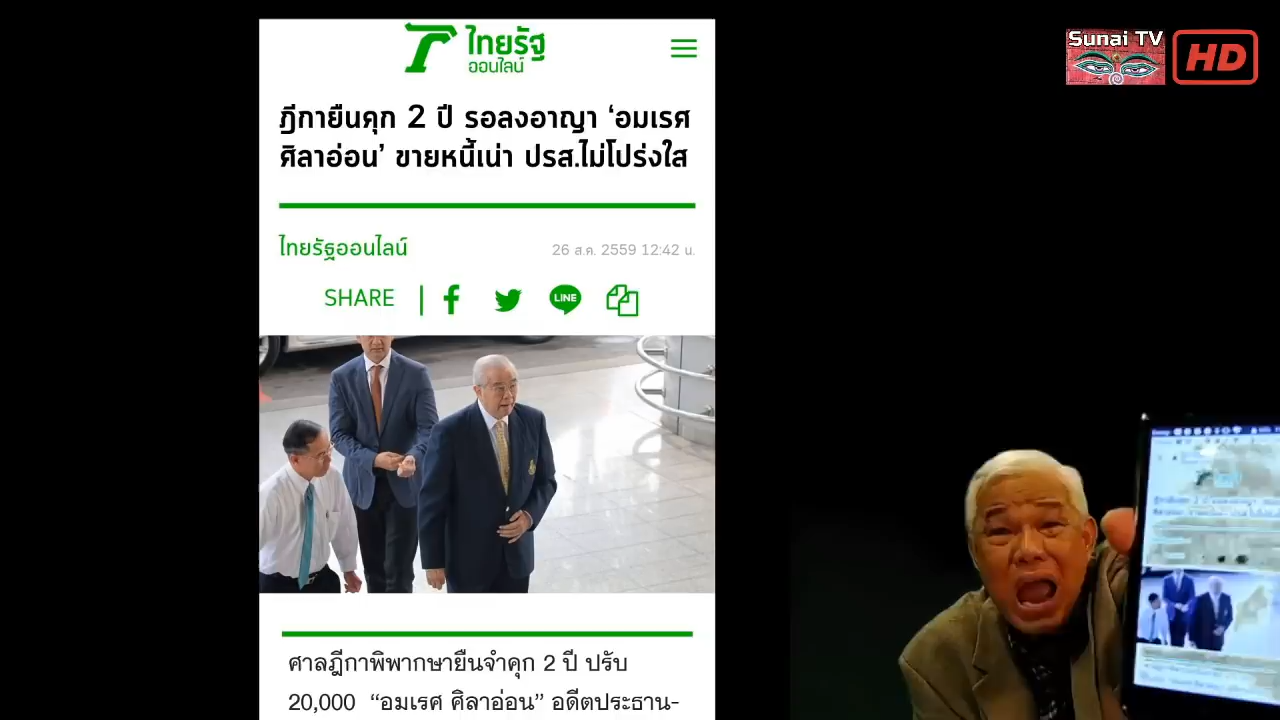 ไทยรัฐ
ออนไลน์
Sunai TV
HD
ฎีกายืนคุก 2 ปี รอลงอาญา ‘อมเรศ
ศิลาอ่อน’ ขายหนี้เน่า ปรส.ไม่โปร่งใส
ไทยรัฐออนไลน์
26 ส.ค. 2559 12:42 น.
SHARE
LINE
ศาลฎีกาพิพากษายืนจำคุก 2 ปี ปรับ
20,000 “อมเรศ ศิลาอ่อน” อดีตประธาน-